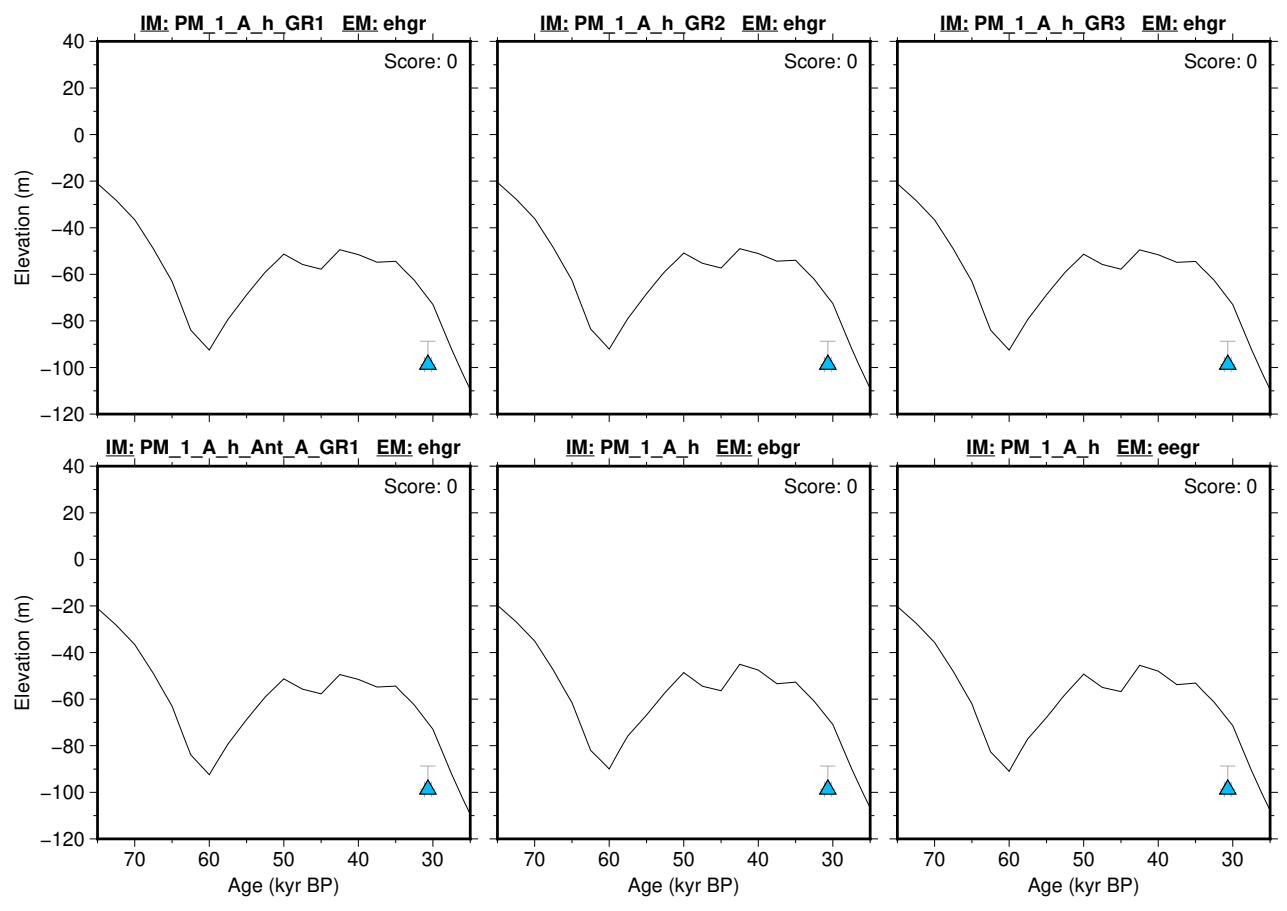 IM: PM_1_A_h_GR1 EM: ehgr
IM: PM_1_A_h_GR2 EM: ehgr
IM: PM_1_A_h_GR3 EM: ehgr
Score: 0
Score: 0
Score: 0
40
20
0
−20
−40
−60
−80
−100
−120
Elevation (m)
IM: PM_1_A_h_Ant_A_GR1 EM: ehgr
IM: PM_1_A_h EM: ebgr
IM: PM_1_A_h EM: eegr
Score: 0
Score: 0
Score: 0
40
20
0
−20
−40
−60
−80
−100
−120
Elevation (m)
70 60 50 40 30
70 60 50 40 30
70 60 50 40 30
Age (kyr BP)
Age (kyr BP)
Age (kyr BP)